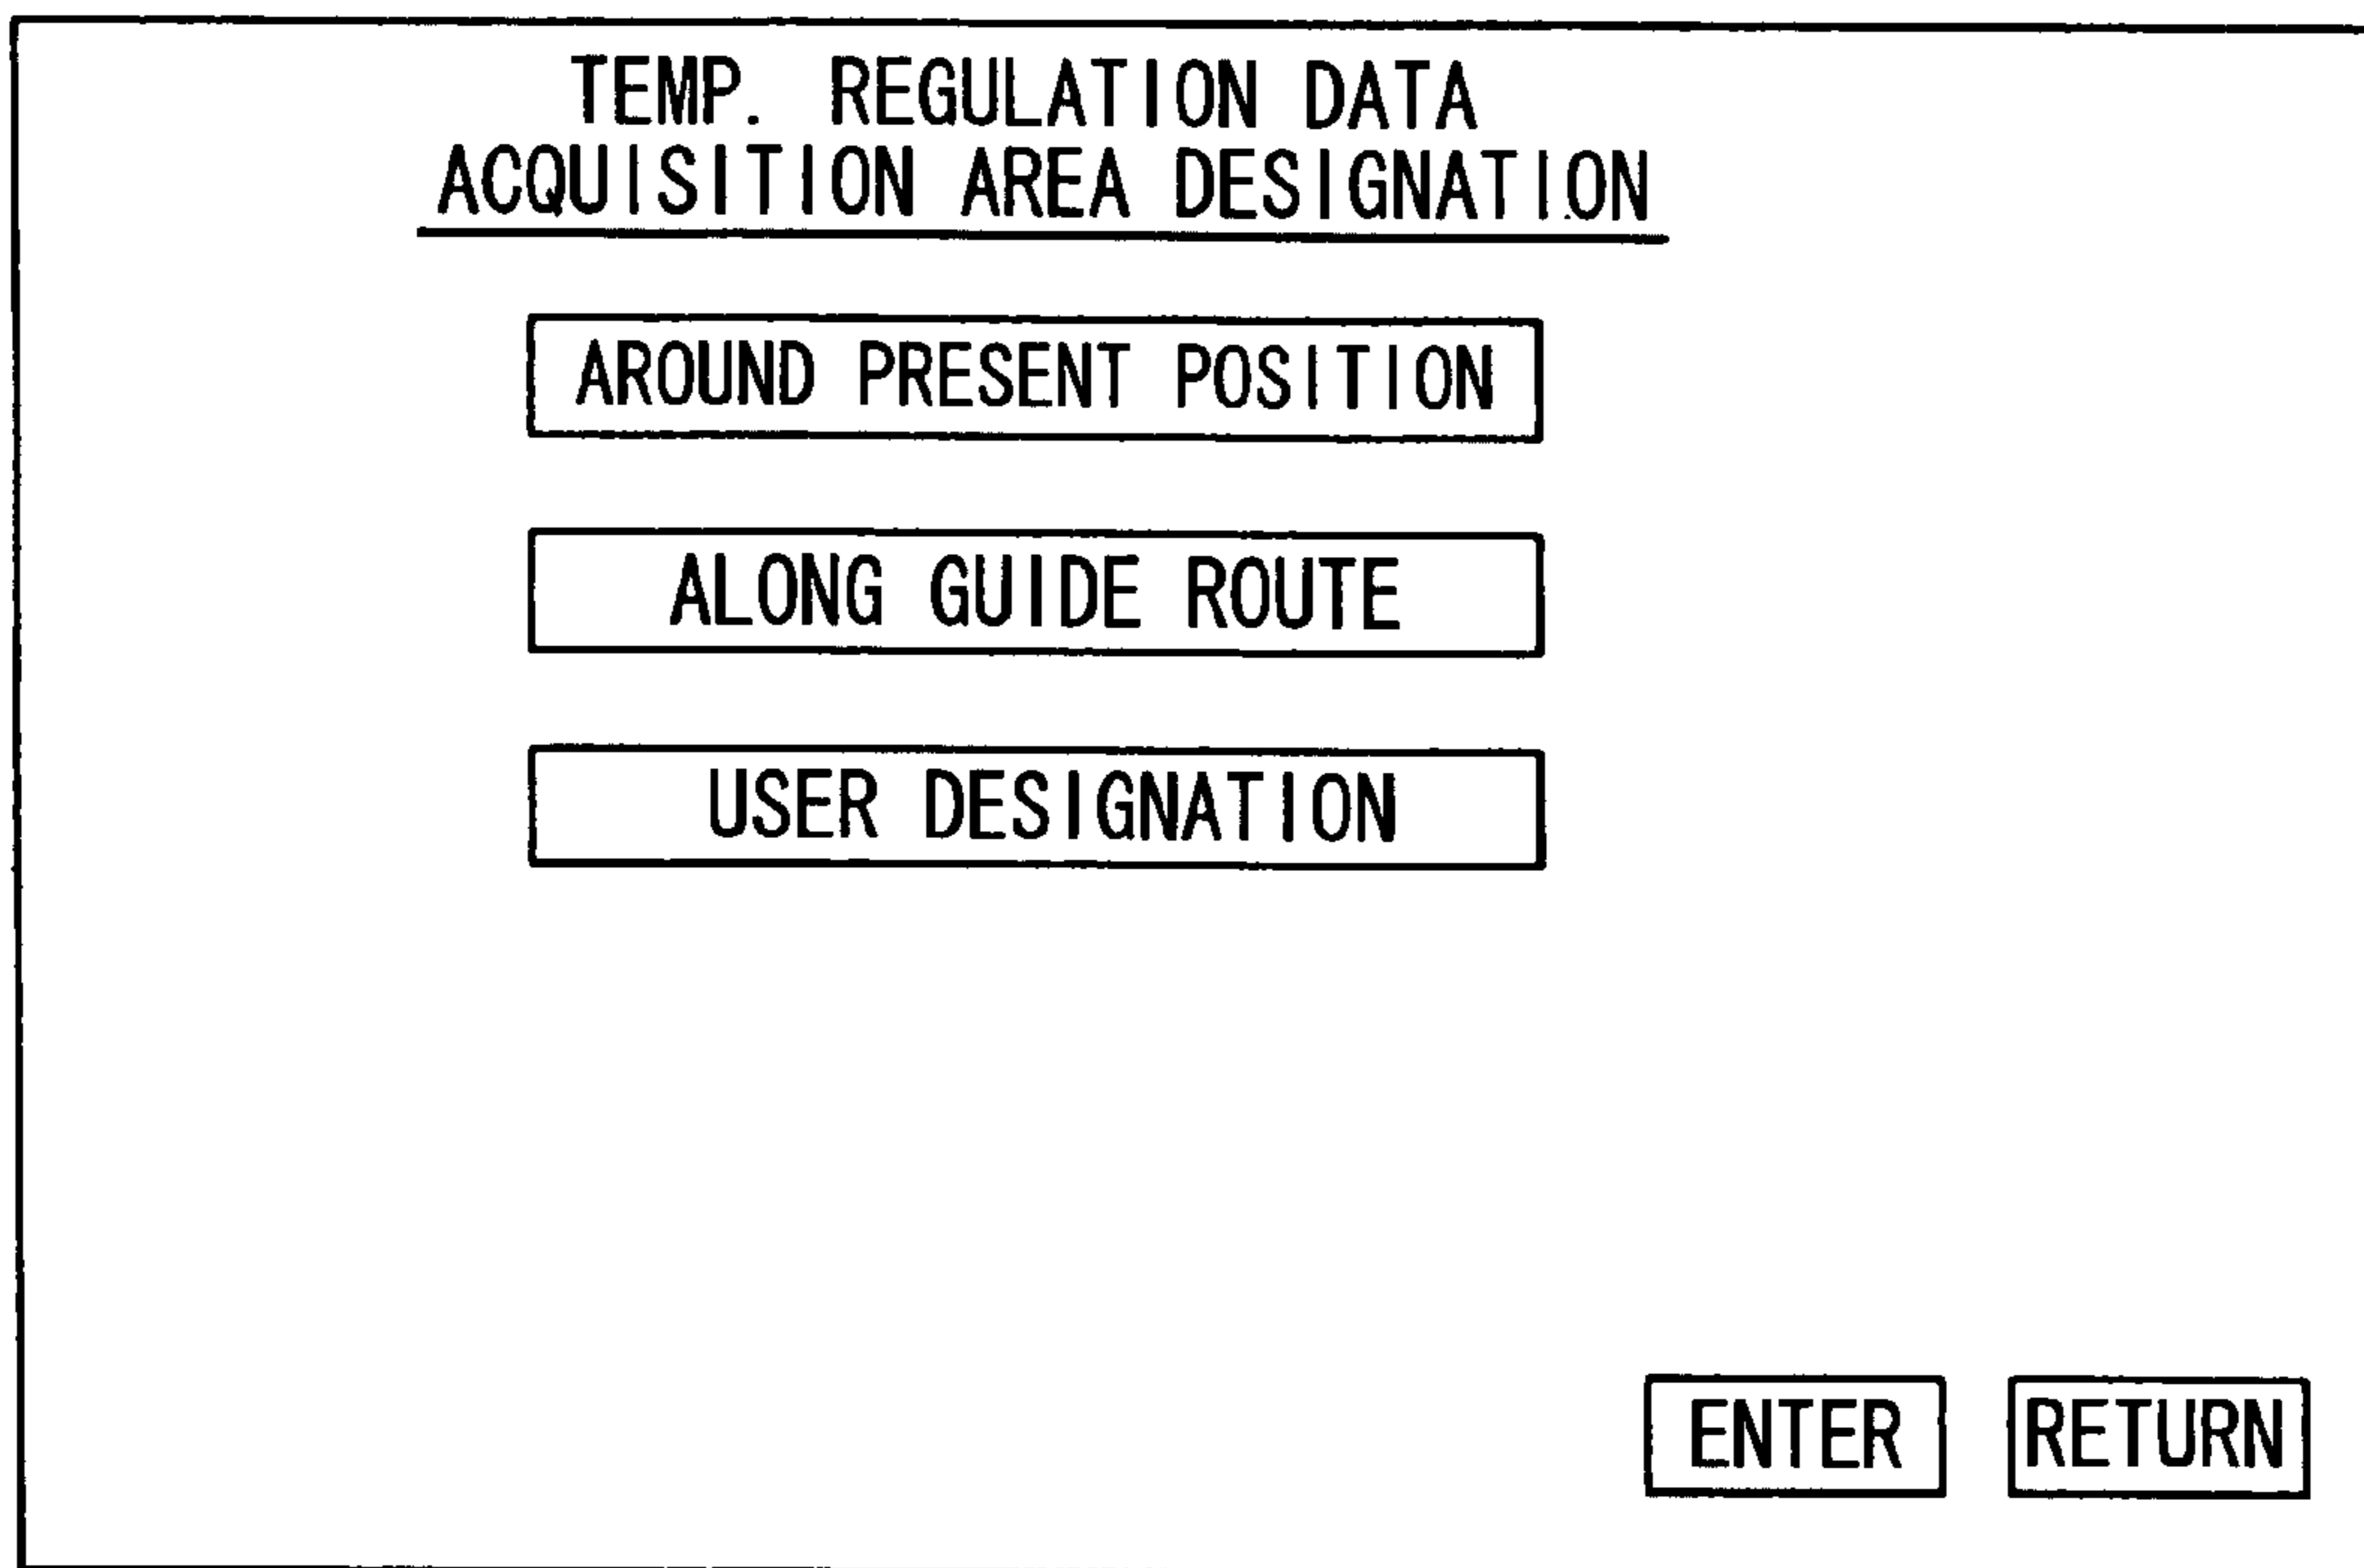 TEMP. REGULATION DATA
ACQUISITION AREA DESIGNATION
AROUND PRESENT POSITION
ALONG GUIDE ROUTE
USER DESIGNATION
ENTER RETURN